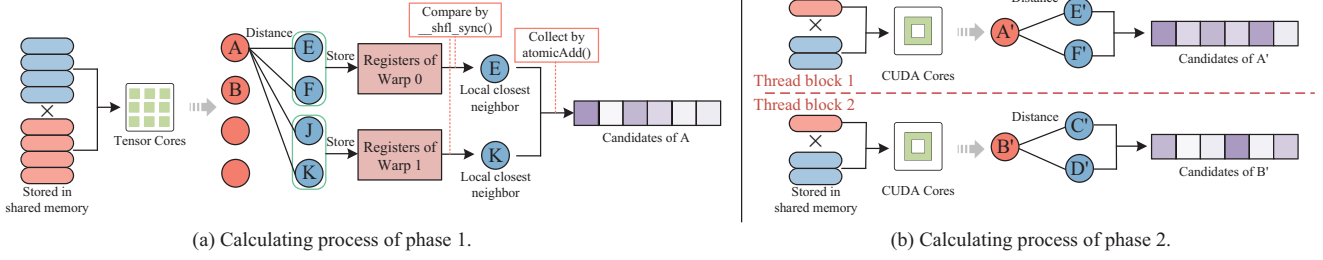 Compare by
__shfl_sync()
Collect by
atomicAdd()
Distance
A
B
E
F
J
K
Store
Store
Registers of
Warp 0
Registers of
Warp 1
E
Local closest
neighbor
K
Local closest
neighbor
Candidates of A
×
Tensor Cores
Stored in
shared memory
(a) Calculating process of phase 1.
Distance
×
CUDA Cores
A'
E'
F'
Candidates of A'
Thread block 1
Thread block 2
Distance
×
CUDA Cores
B'
C'
D'
Candidates of B'
Stored in
shared memory
(b) Calculating process of phase 2.